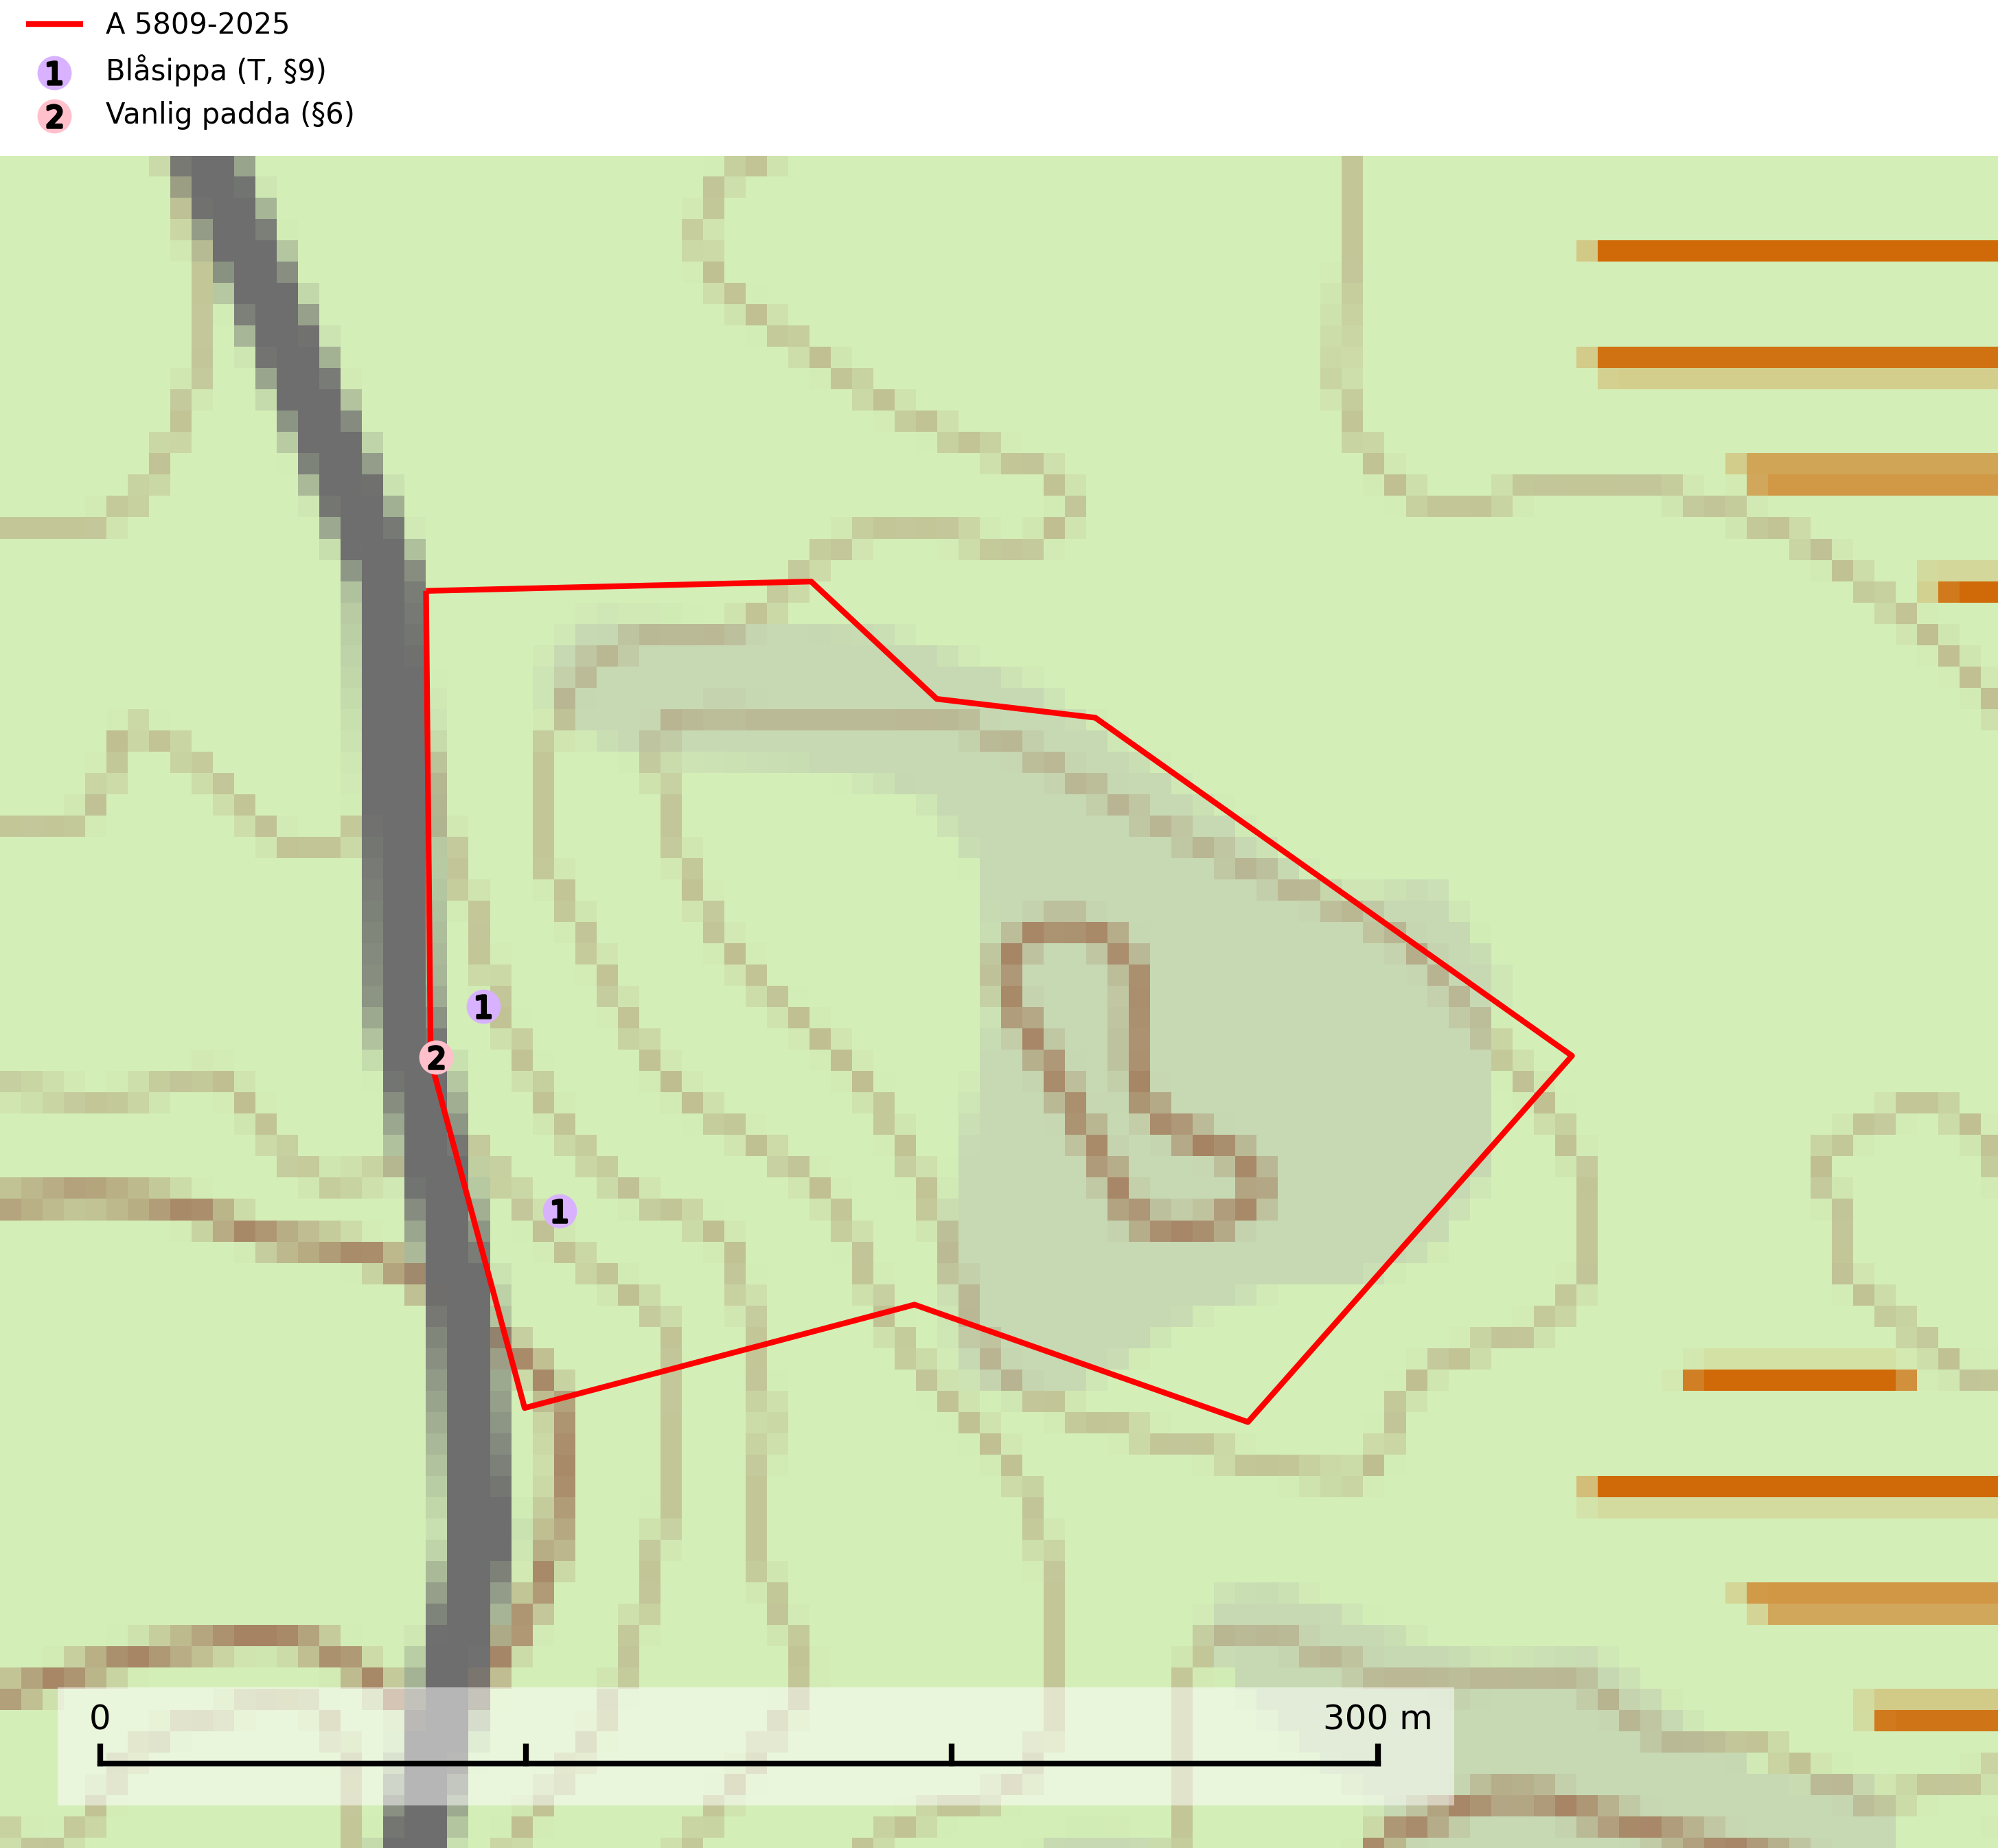 A 5809-2025
1 Blåsippa (T, §9)
2 Vanlig padda (§6)
1
2
1
0 300 m